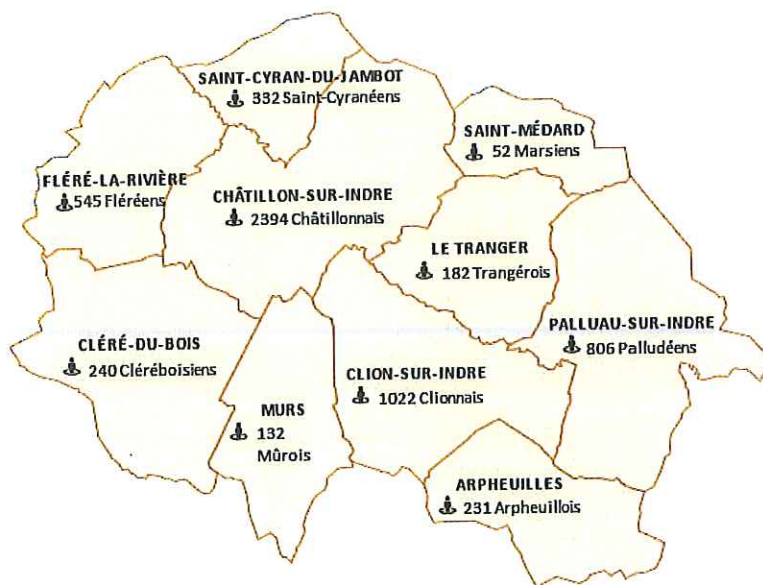 SAINT-CYRAN-DU-JAMBOT
332 Saint-Cyranéens
SAINT-MÉDARD
52 Marsiens
FLÉRÉ-LA-RIVIÈRE
545 Fléréens
CHÂTILLON-SUR-INDRE
2394 Châtillonnais
LE TRANGER
182 Trangérois
PALLUAU-SUR-INDRE
806 Palludéens
CLÉRÉ-DU-BOIS
240 Cléréboisiens
CLION-SUR-INDRE
1022 Clionnais
MURS
132
Mûrois
ARPHEUILLES
231 Arpheuillois